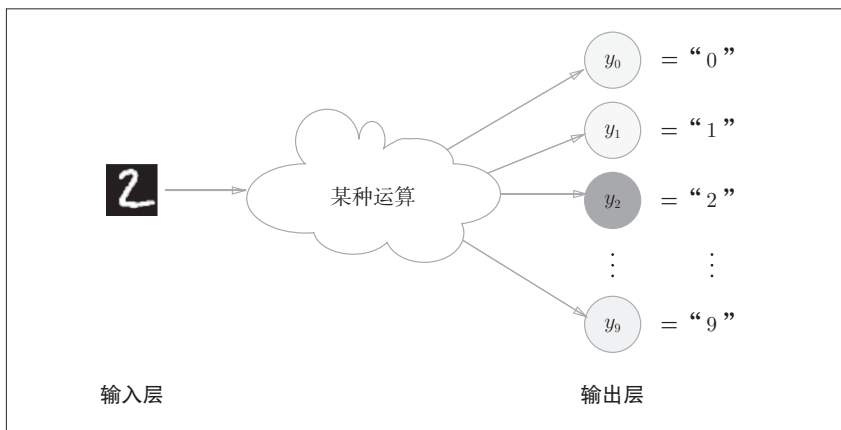 y₀ = “0”
y₁ = “1”
2 某种运算 y₂ = “2”
⋮ ⋮
y₉ = “9”
输入层 输出层